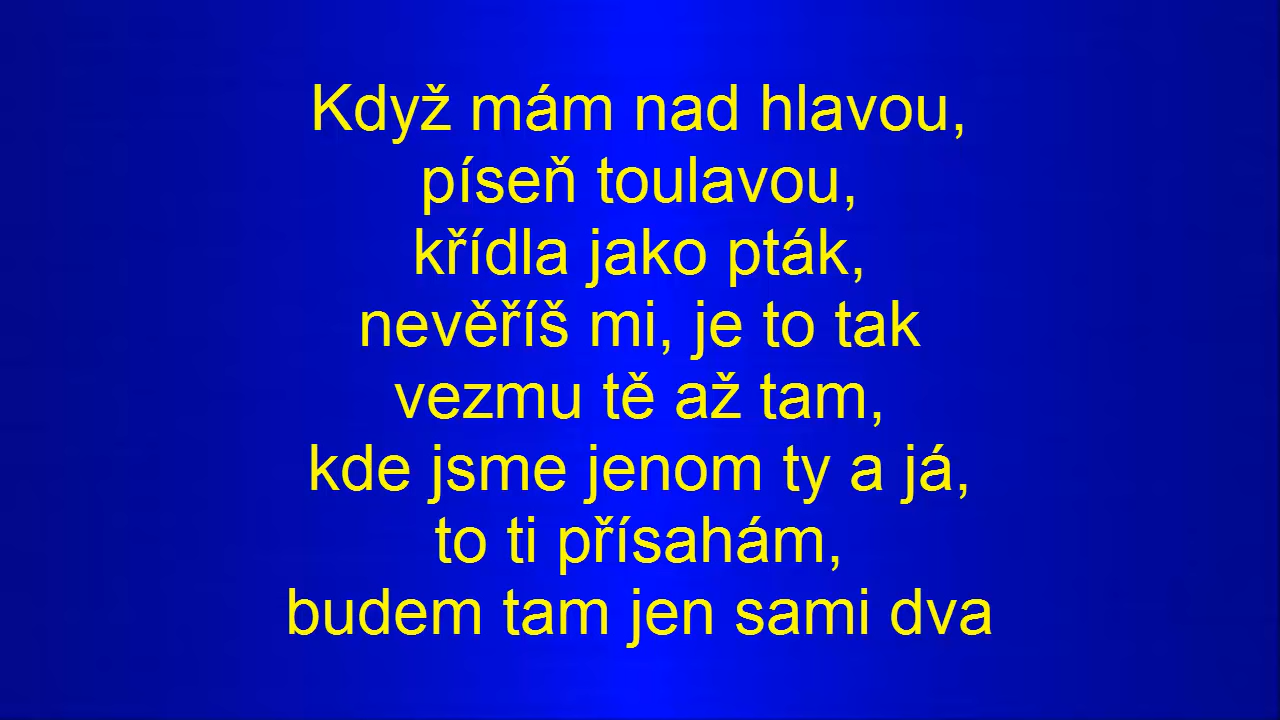 Když mám nad hlavou,
píseň toulavou,
křídla jako pták,
nevěříš mi, je to tak
vezmu tě až tam,
kde jsme jenom ty a já,
to ti přísahám,
budem tam jen sami dva